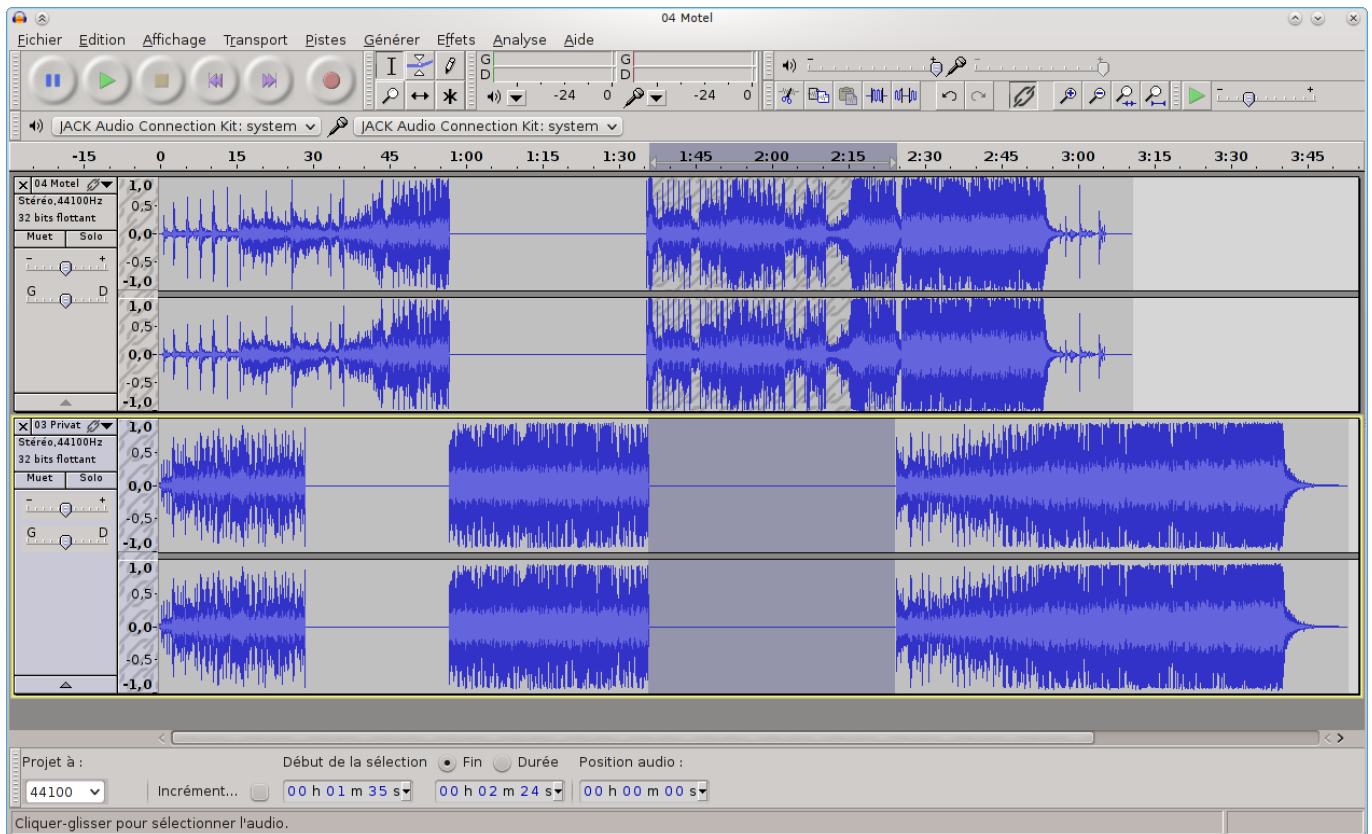 04 Motel
Fichier Edition Affichage Transport Pistes Générer Effets Analyse Aide
G
D
-24 0
G
D
-24 0
JACK Audio Connection Kit: system
JACK Audio Connection Kit: system
-15 0 15 30 45 1:00 1:15 1:30 1:45 2:00 2:15 2:30 2:45 3:00 3:15 3:30 3:45
04 Motel
Stéréo,44100Hz
32 bits flottant
Muet Solo
- +
G D
1,0
0,5
0,0
-0,5
-1,0
1,0
0,5
0,0
-0,5
-1,0
03 Privat
Stéréo,44100Hz
32 bits flottant
Muet Solo
- +
G D
1,0
0,5
0,0
-0,5
-1,0
1,0
0,5
0,0
-0,5
-1,0
Projet à :
Début de la sélection Fin Durée Position audio :
44100 Incrément... 00 h 01 m 35 s 00 h 02 m 24 s 00 h 00 m 00 s
Cliquer-glisser pour sélectionner l'audio.